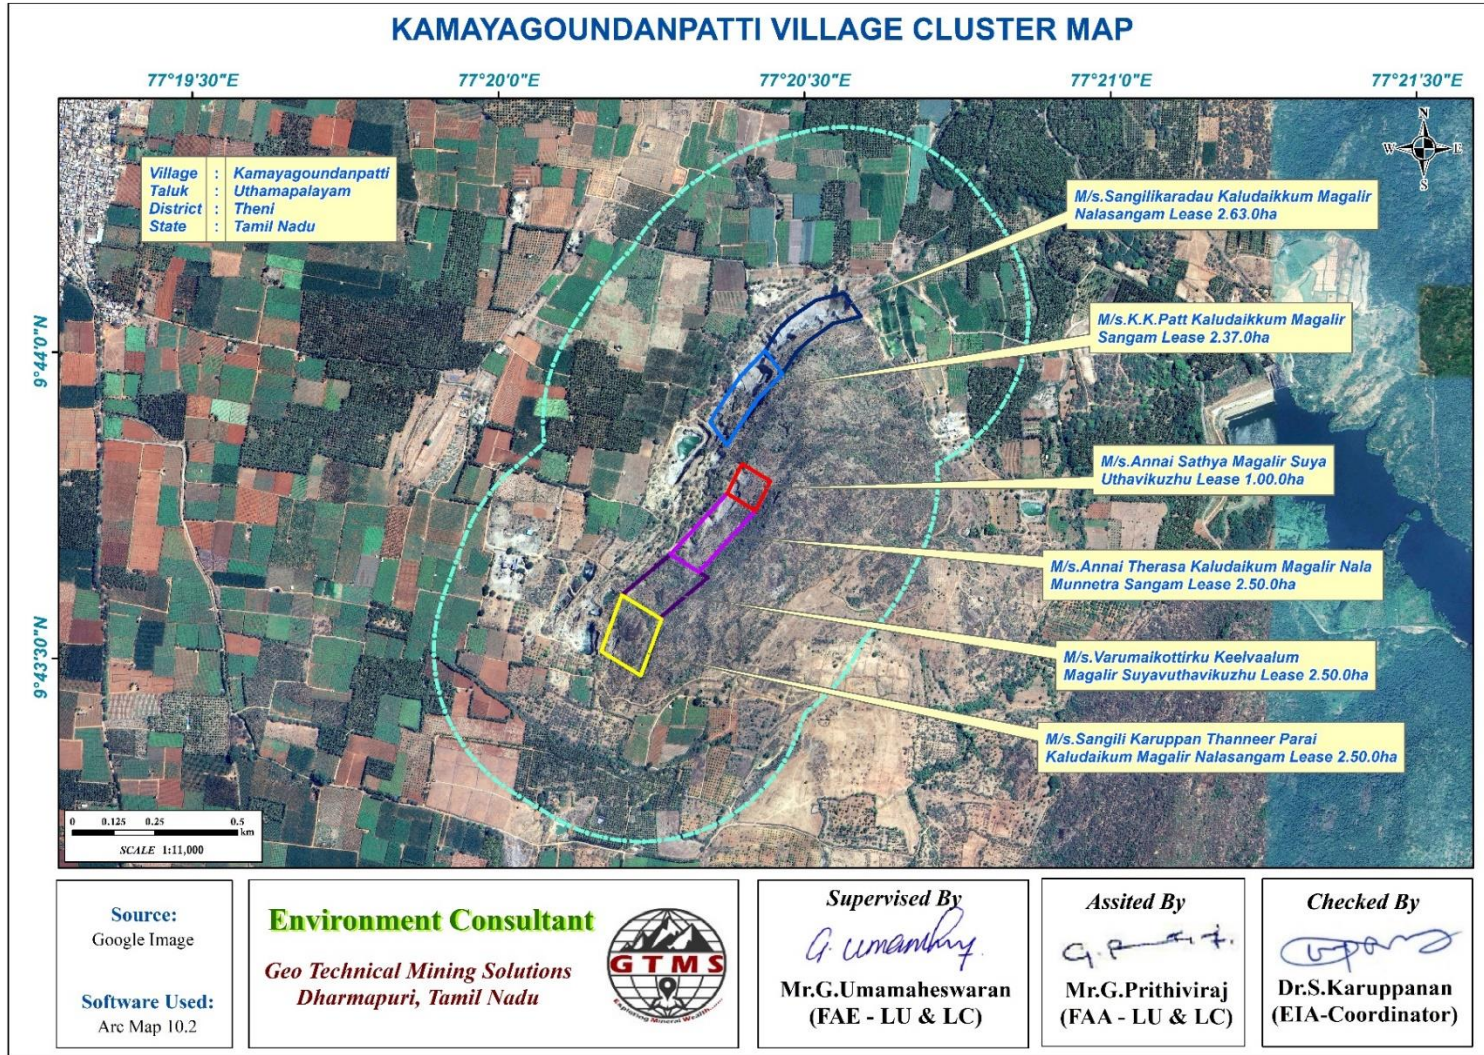 KAMAYAGOUNDANPATTI VILLAGE CLUSTER MAP
77°19'30"E 77°20'0"E 77°20'30"E 77°21'0"E 77°21'30"E
N
W E
S
Village : Kamayagoundanpatti
Taluk : Uthamapalayam
District : Theni
State : Tamil Nadu
M/s.Sangilikaradau Kaludaikkum Magalir
Nalasangam Lease 2.63.0ha
M/s.K.K.Patt Kaludaikkum Magalir
Sangam Lease 2.37.0ha
9°44'0"N
M/s.Annai Sathya Magalir Suya
Uthavikuzhu Lease 1.00.0ha
M/s.Annai Therasa Kaludaikum Magalir Nala
Munnetra Sangam Lease 2.50.0ha
9°43'30"N
M/s.Varumaikottirku Keelvaalum
Magalir Suyavuthavikuzhu Lease 2.50.0ha
M/s.Sangili Karuppan Thanneer Parai
Kaludaikum Magalir Nalasangam Lease 2.50.0ha
0 0.125 0.25 0.5
km
SCALE 1:11,000
Source:
Google Image
Software Used:
Arc Map 10.2
Environment Consultant
Geo Technical Mining Solutions
Dharmapuri, Tamil Nadu
GTMS
Exploring Mineral Wealth......
Supervised By
G. Umamhy.
Mr.G.Umamaheswaran
(FAE - LU & LC)
Assited By
Mr.G.Prithiviraj
(FAA - LU & LC)
Checked By
Dr.S.Karuppanan
(EIA-Coordinator)